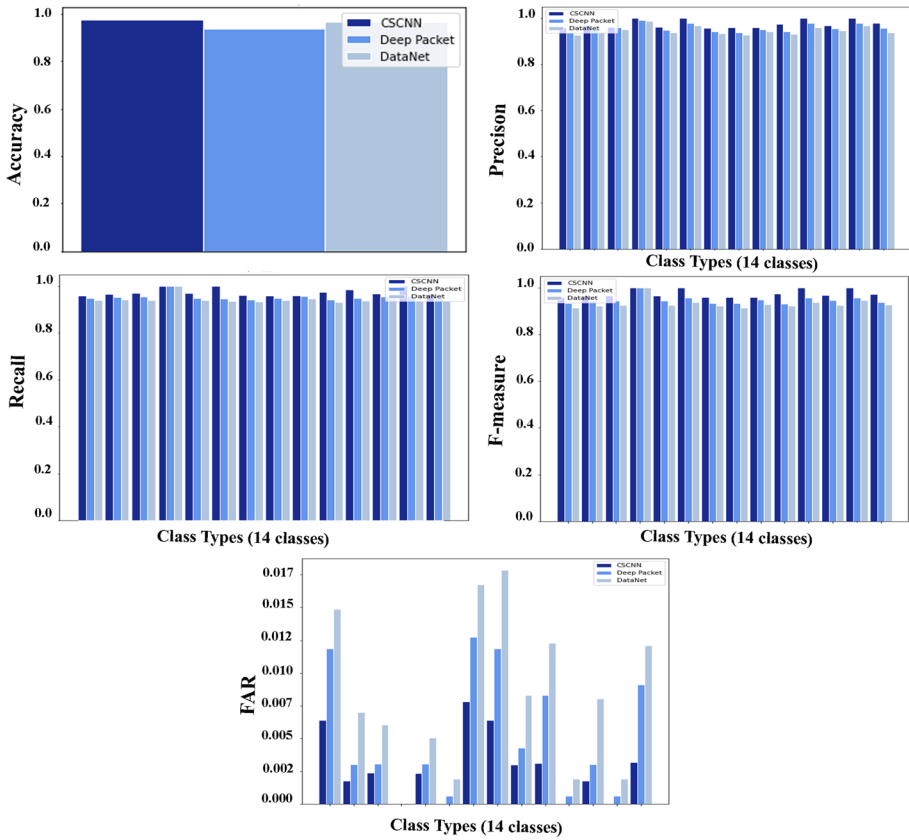 1.0
0.8
0.6
0.4
0.2
0.0
Accuracy
CSCNN
Deep Packet
DataNet
1.0
0.8
0.6
0.4
0.2
0.0
Precison
CSCNN
Deep Packet
DataNet
Class Types (14 classes)
1.0
0.8
0.6
0.4
0.2
0.0
Recall
CSCNN
Deep Packet
DataNet
Class Types (14 classes)
1.0
0.8
0.6
0.4
0.2
0.0
F-measure
CSCNN
Deep Packet
DataNet
Class Types (14 classes)
0.017
0.015
0.012
0.010
0.007
0.005
0.002
0.000
FAR
CSCNN
Deep Packet
DataNet
Class Types (14 classes)